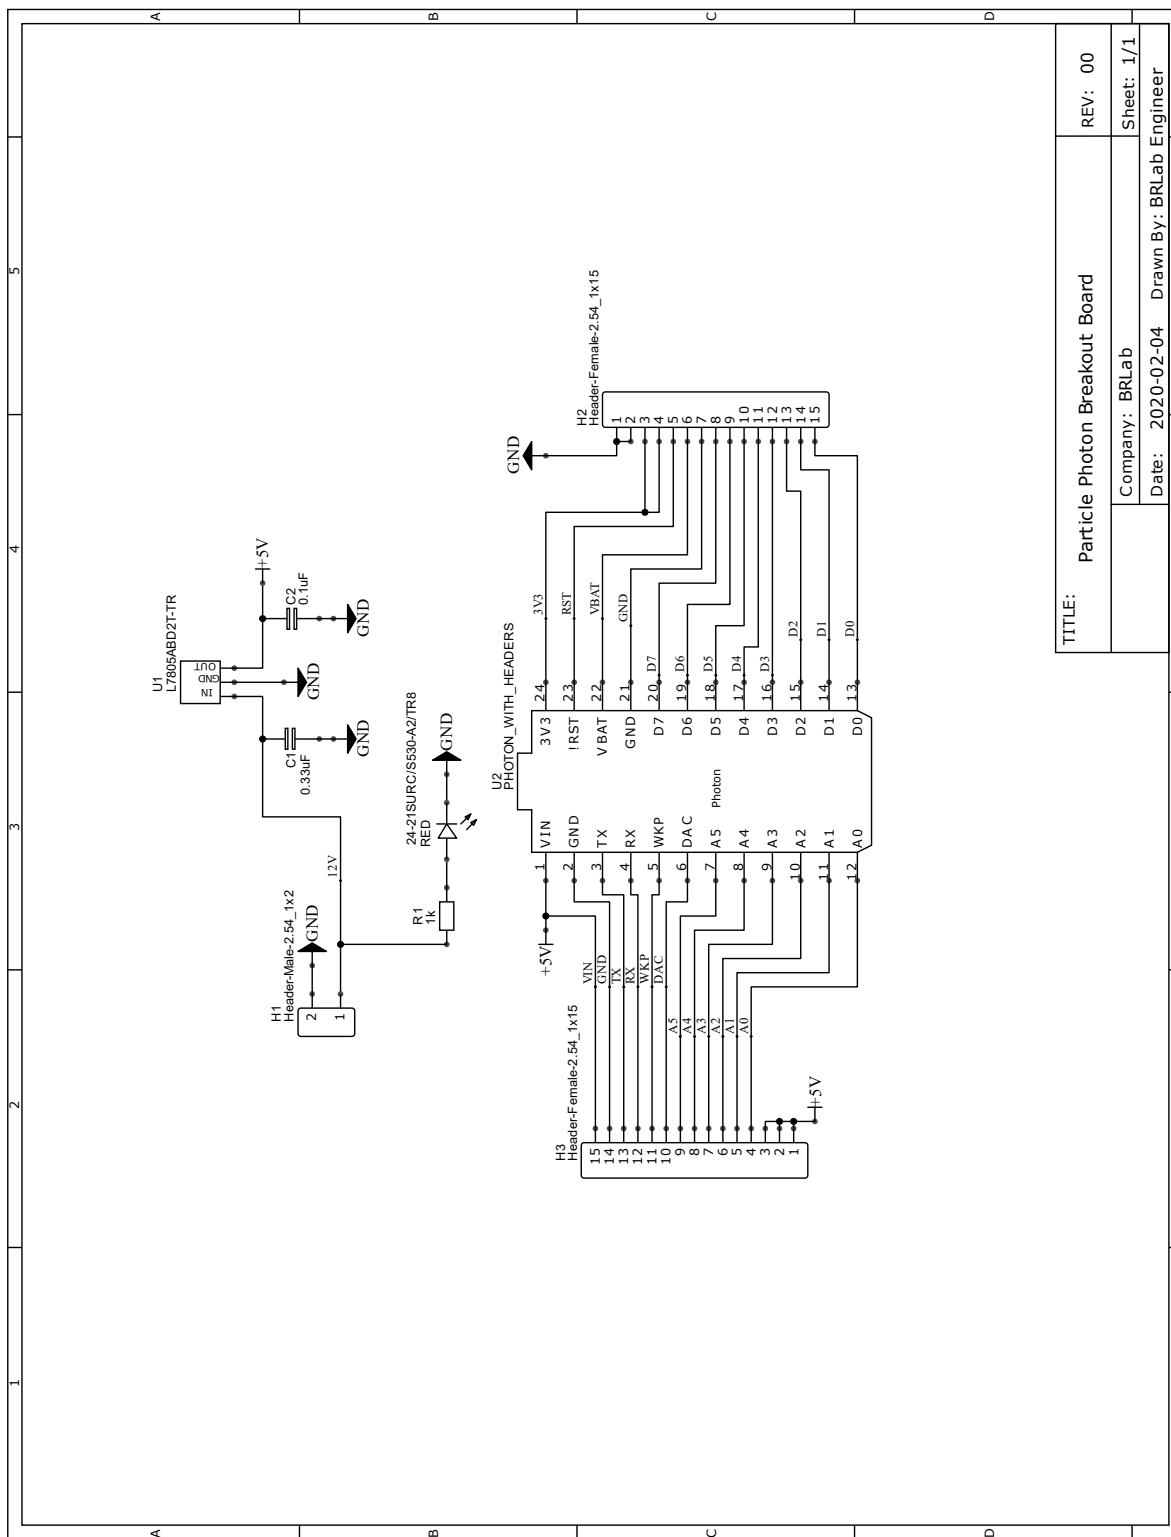 1
2
3
4
5
A
B
C
D
A
B
C
D
H1
Header-Male-2.54_1x2
2
1
GND
12V
U1
L7805ABD2T-TR
IN
GND
OUT
C1
0.33uF
GND
GND
+5V
C2
0.1uF
GND
R1
1k
24-21SURC/S530-A2/TR8
RED
GND
H3
Header-Female-2.54_1x15
15
14
13
12
11
10
9
8
7
6
5
4
3
2
1
+5V
+5V
VIN
GND
TX
RX
WKP
DAC
A5
A4
A3
A2
A1
A0
U2
PHOTON_WITH_HEADERS
Photon
1 VIN
2 GND
3 TX
4 RX
5 WKP
6 DAC
7 A5
8 A4
9 A3
10 A2
11 A1
12 A0
3V3 24
!RST 23
VBAT 22
GND 21
D7 20
D6 19
D5 18
D4 17
D3 16
D2 15
D1 14
D0 13
3V3
RST
VBAT
GND
D7
D6
D5
D4
D3
D2
D1
D0
GND
H2
Header-Female-2.54_1x15
1
2
3
4
5
6
7
8
9
10
11
12
13
14
15
TITLE:
Particle Photon Breakout Board
REV: 00
Company: BRLab
Sheet: 1/1
Date: 2020-02-04 Drawn By: BRLab Engineer